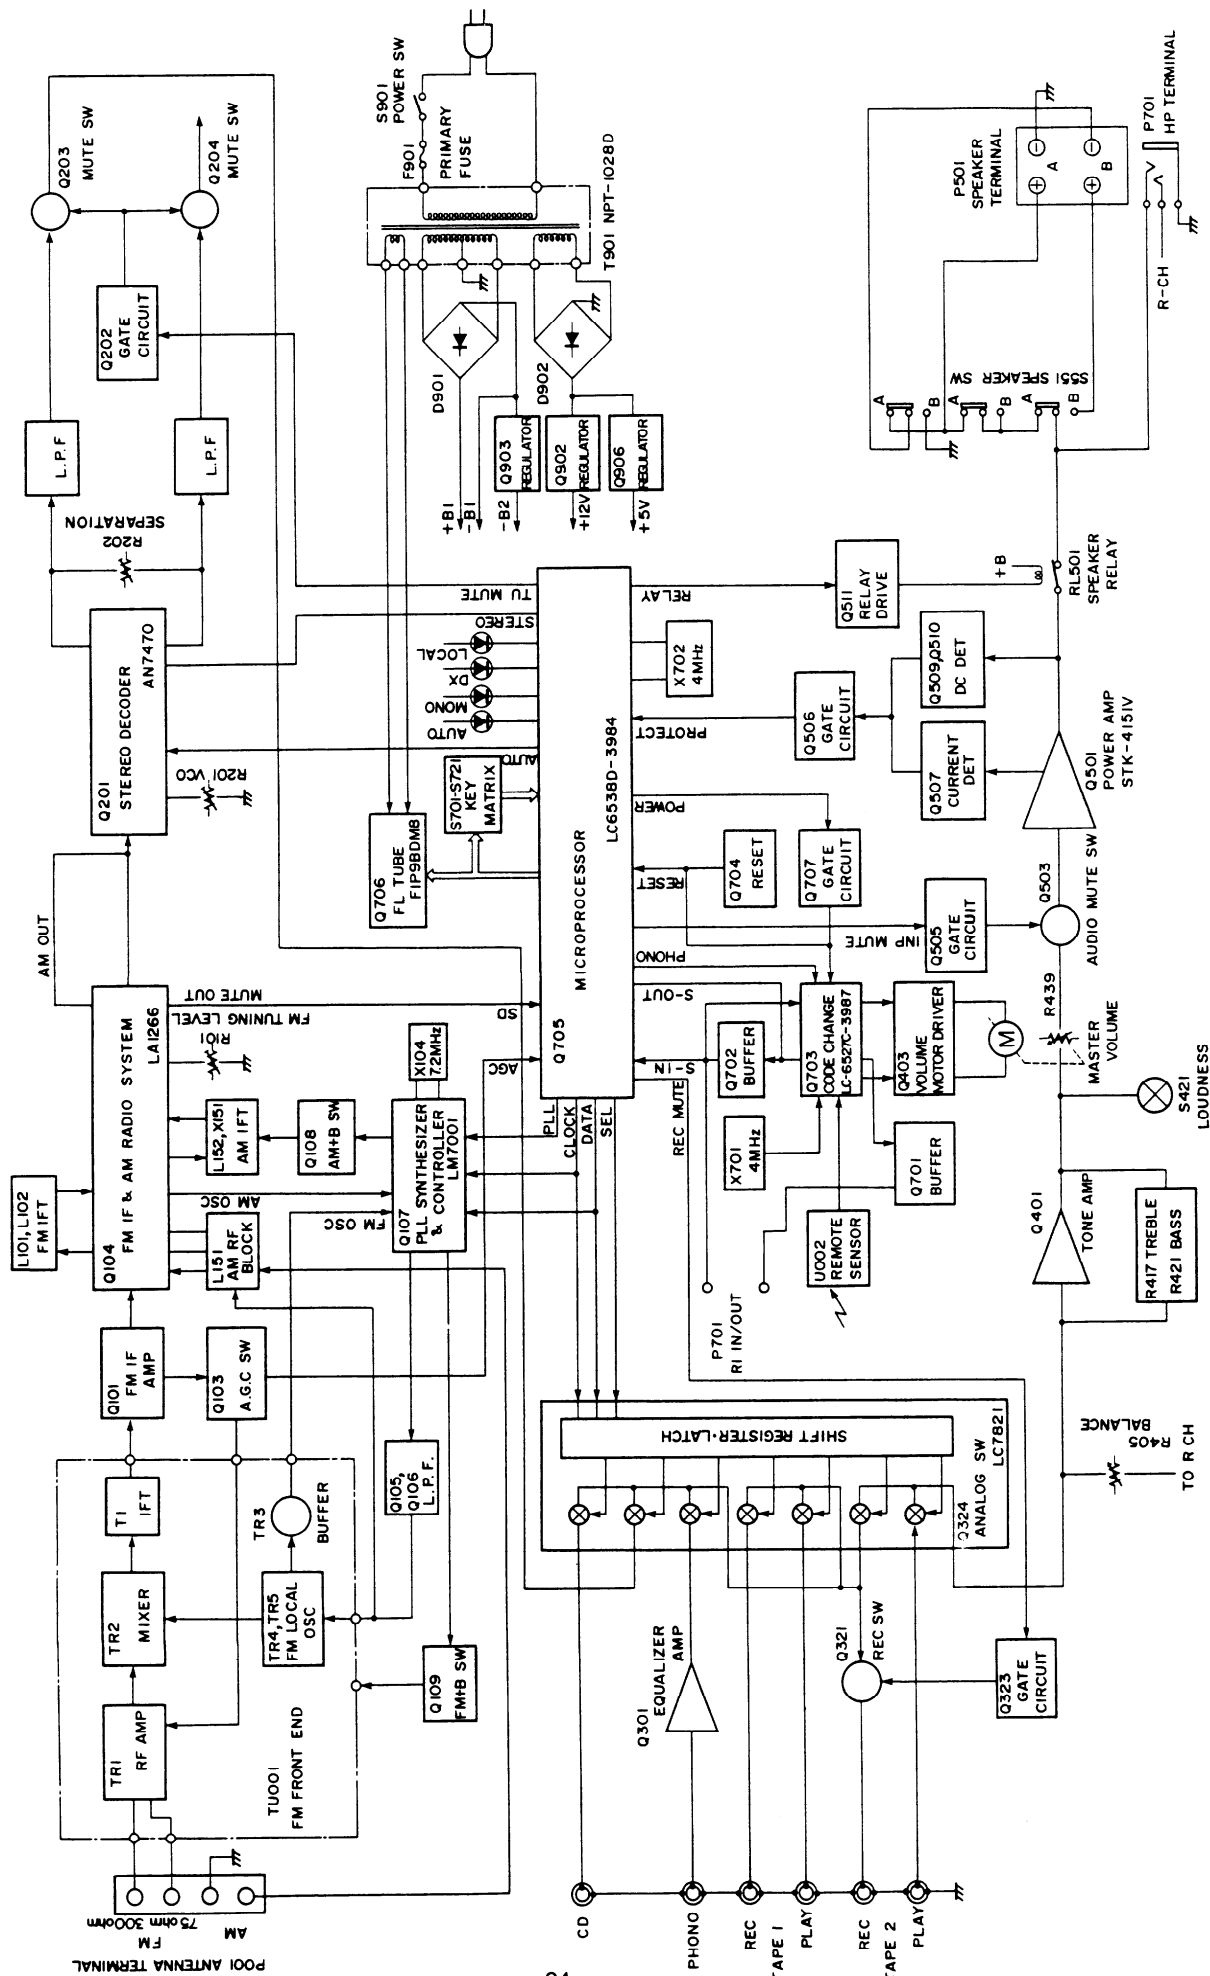 P001 ANTENNA TERMINAL
FM
75ohm 300ohm
AM
TU001
FM FRONT END
TR1
RF AMP
TR2
MIXER
T1
IFT
TR4,TR5
FM LOCAL
OSC
TR3
BUFFER
Q109
FM+B SW
Q105,
Q106
L.P.F.
Q101
FM IF
AMP
Q103
A.G.C SW
L101, L102
FM IFT
Q104
FM IF & AM RADIO SYSTEM
LA1266
L151
AM RF
BLOCK
AM OSC
FM OSC
L152, X151
AM IFT
Q108
AM+B SW
R101
FM TUNING LEVEL
MUTE OUT
AM OUT
Q107
PLL SYNTHESIZER
& CONTROLLER
LM7001
X104
7.2MHz
Q201
STEREO DECODER
AN7470
R201 VCO
R202
SEPARATION
L.P.F
L.P.F
Q202
GATE
CIRCUIT
Q203
MUTE SW
Q204
MUTE SW
S901
POWER SW
F901
PRIMARY
FUSE
T901 NPT-1028D
D901
D902
+B1
-B1
-B2
+12V
+5V
Q903
REGULATOR
Q902
REGULATOR
Q906
REGULATOR
Q706
FL TUBE
FIP9BDM8
S701-S721
KEY
MATRIX
AUTO
MONO
DX
LOCAL
AUTO
STEREO
TU MUTE
SD
AGC
PLL
CLOCK
DATA
SEL
REC MUTE
Q705
MICROPROCESSOR
LC6538D-3984
S-IN
S-OUT
PHONO
INP MUTE
RESET
POWER
PROTECT
RELAY
X702
4MHz
Q511
RELAY
DRIVE
+B
RL501
SPEAKER
RELAY
Q506
GATE
CIRCUIT
Q509,Q510
DC DET
Q507
CURRENT
DET
Q501
POWER AMP
STK-4151V
Q704
RESET
Q707
GATE
CIRCUIT
Q505
GATE
CIRCUIT
Q503
AUDIO MUTE SW
Q702
BUFFER
Q703
CODE CHANGE
LC-6527C-3987
Q403
VOLUME
MOTOR DRIVER
M
R439
MASTER
VOLUME
S421
LOUDNESS
X701
4MHz
Q701
BUFFER
U002
REMOTE
SENSOR
P701
RI IN/OUT
Q401
TONE AMP
R417 TREBLE
R421 BASS
R405
BALANCE
TO R CH
SHIFT REGISTER·LATCH
Q324
ANALOG SW
LC7821
Q301
EQUALIZER
AMP
Q321
REC SW
Q323
GATE
CIRCUIT
CD
PHONO
REC
TAPE 1
PLAY
REC
TAPE 2
PLAY
S551 SPEAKER SW
A
B
A
B
A
B
P501
SPEAKER
TERMINAL
A
B
P701
HP TERMINAL
R-CH